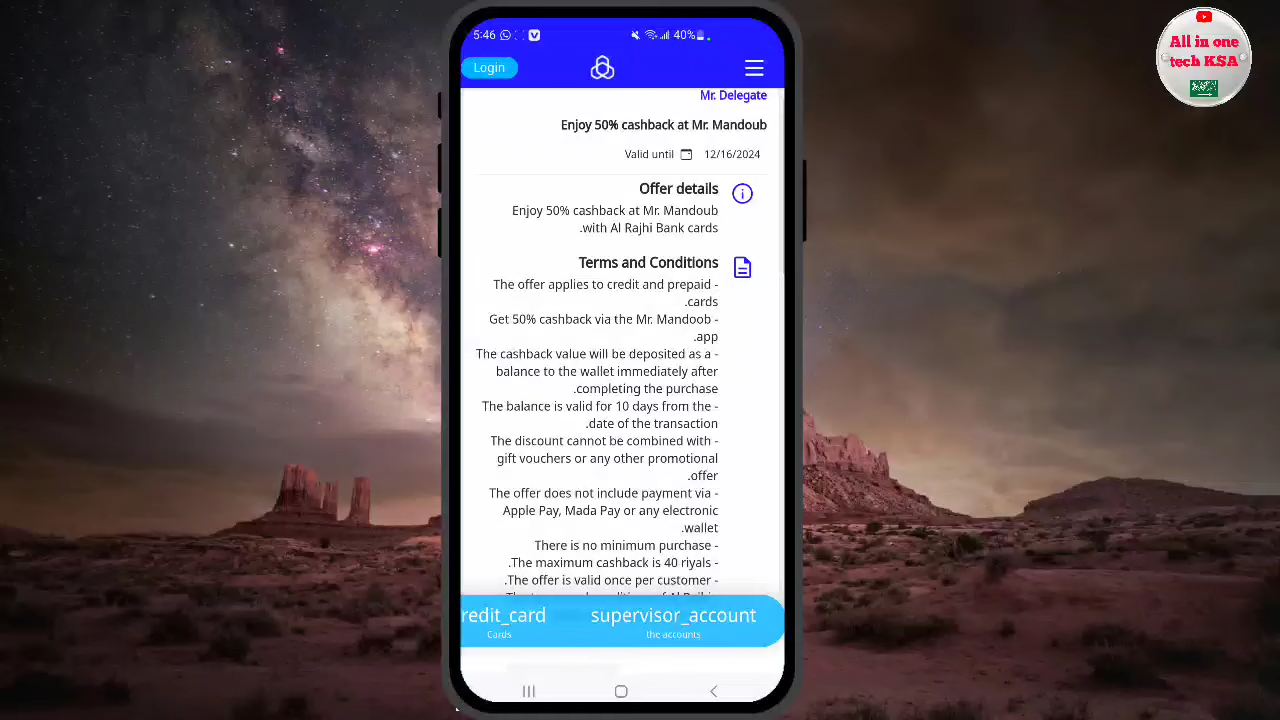 5:46
40%
Login
Mr. Delegate
Enjoy 50% cashback at Mr. Mandoub
Valid until 12/16/2024
Offer details
Enjoy 50% cashback at Mr. Mandoub
.with Al Rajhi Bank cards
Terms and Conditions
The offer applies to credit and prepaid -
.cards
Get 50% cashback via the Mr. Mandoob -
.app
The cashback value will be deposited as a -
balance to the wallet immediately after
.completing the purchase
The balance is valid for 10 days from the -
.date of the transaction
The discount cannot be combined with -
gift vouchers or any other promotional
.offer
The offer does not include payment via -
Apple Pay, Mada Pay or any electronic
.wallet
There is no minimum purchase -
.The maximum cashback is 40 riyals -
.The offer is valid once per customer -
redit_card
supervisor_account
Cards
the accounts
All in one
tech KSA